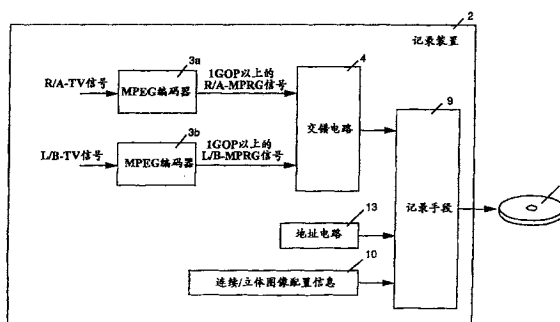 2
记录装置
3a
R/A-TV信号
MPEG编码器
1GOP以上的
R/A-MPRG信号
4
交错电路
3b
L/B-TV信号
MPEG编码器
1GOP以上的
L/B-MPRG信号
9
记录手段
13
地址电路
10
连续/立体图像配置信息